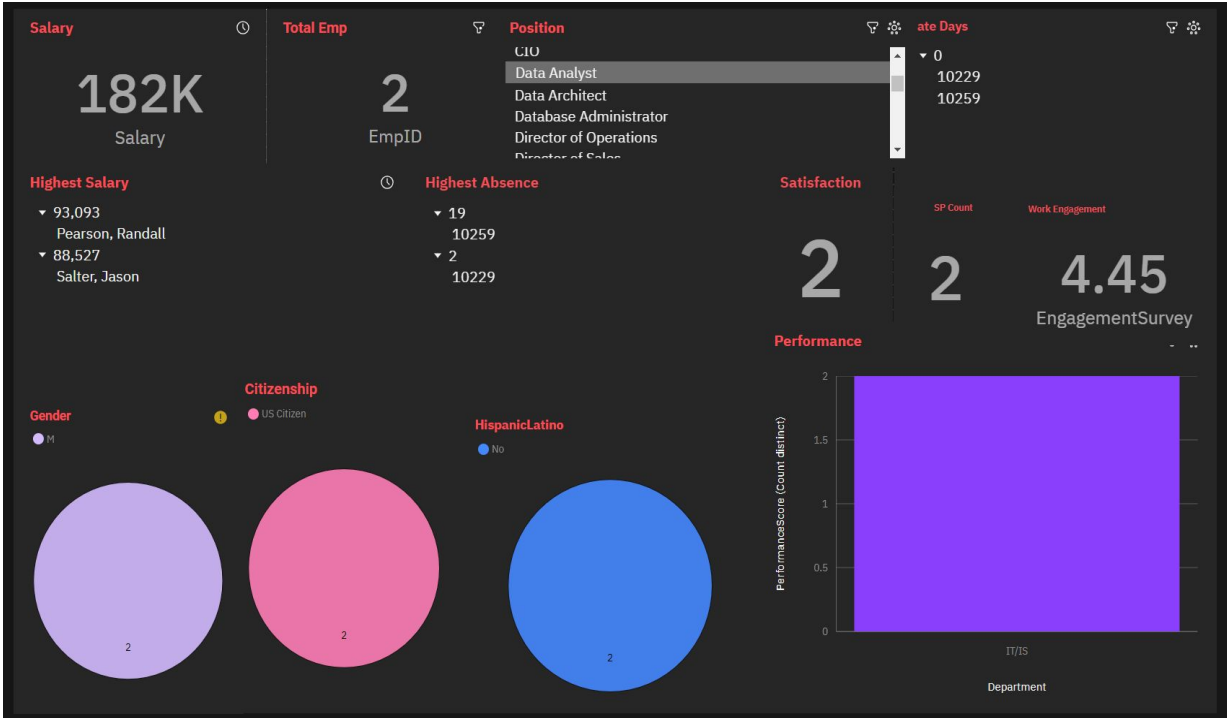 Salary
182K
Salary
Total Emp
2
EmpID
Position
CIO
Data Analyst
Data Architect
Database Administrator
Director of Operations
Director of Sales
ate Days
0
10229
10259
Highest Salary
93,093
Pearson, Randall
88,527
Salter, Jason
Highest Absence
19
10259
2
10229
Satisfaction
2
SP Count
2
Work Engagement
4.45
EngagementSurvey
Gender
M
2
Citizenship
US Citizen
2
HispanicLatino
No
2
Performance
PerformanceScore (Count distinct)
2
1.5
1
0.5
0
IT/IS
Department